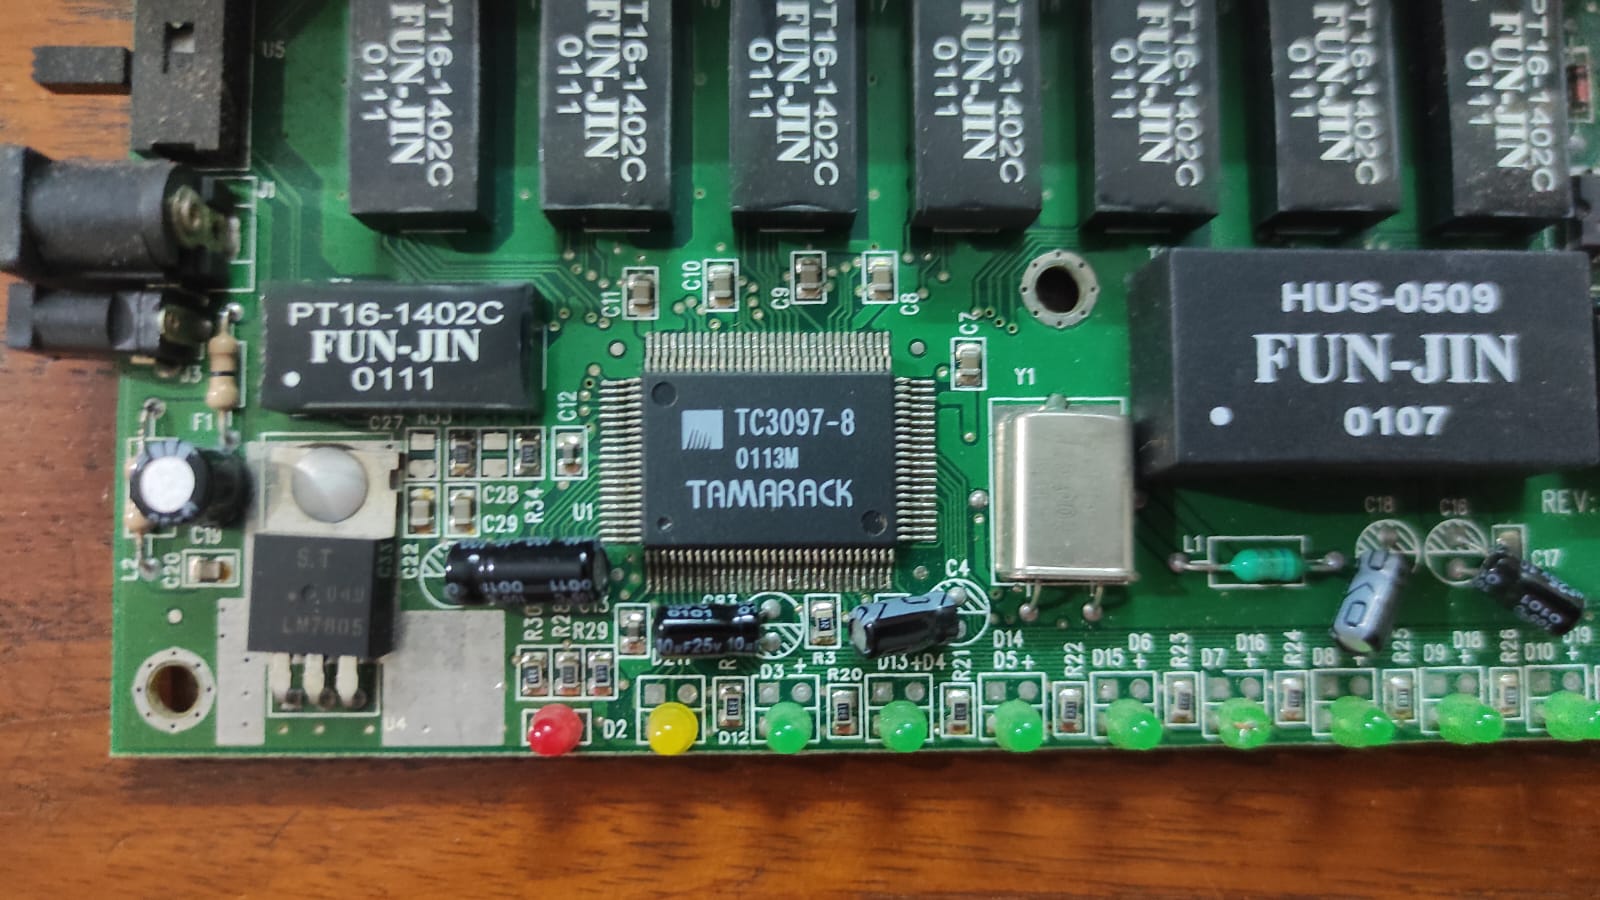 U5
PT16-1402C
FUN-JIN
0111
PT16-1402C
FUN-JIN
0111
PT16-1402C
FUN-JIN
0111
PT16-1402C
FUN-JIN
0111
PT16-1402C
FUN-JIN
0111
PT16-1402C
FUN-JIN
0111
PT16-1402C
FUN-JIN
0111
J1
J3
F1
PT16-1402C
FUN-JIN
0111
C11
C10
C9
C8
C7
Y1
HUS-0509
FUN-JIN
0107
TC3097-8
0113M
TAMARACK
U1
C12
C27
C28
C29
R34
C22
C19
C20
L2
S.T
LM7805
U4
R30
R28
R29
10uF25v
0101
C4
R3
L1
C18
C16
C17
REV:
D2
D12
D3 +
R20
D13+D4
R21
D14
D5+
R22
D15
D6
+
R23
D7
D16
+
R24
D8
+
R25
D9
D18
+
R26
D10
D19
+